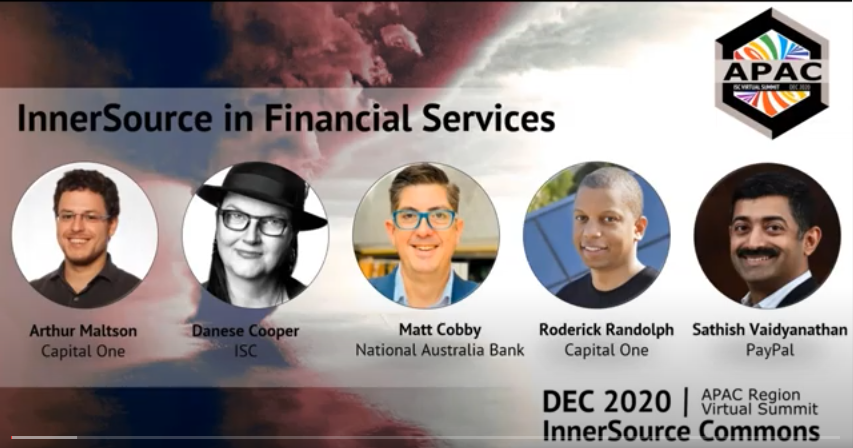 APAC
ISC VIRTUAL SUMMIT DEC 2020
InnerSource in Financial Services
Arthur Maltson
Capital One
Danese Cooper
ISC
Matt Cobby
National Australia Bank
Roderick Randolph
Capital One
Sathish Vaidyanathan
PayPal
DEC 2020 | APAC Region
Virtual Summit
InnerSource Commons